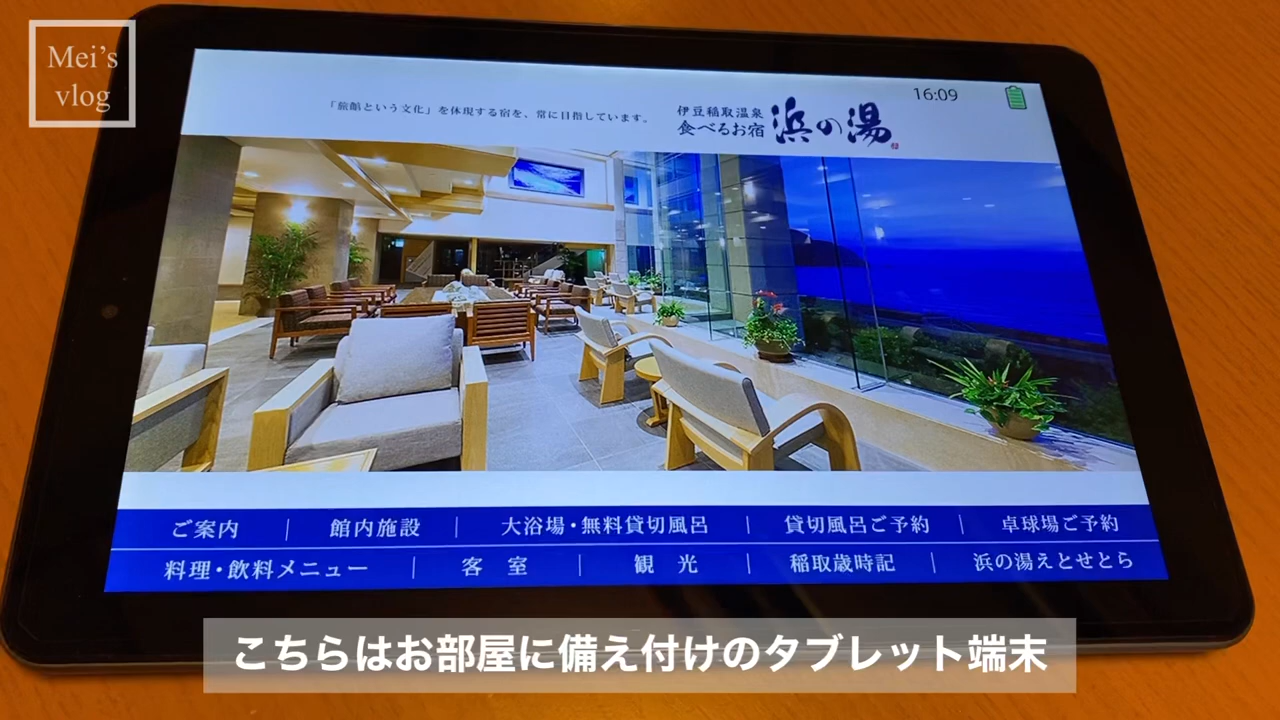 Mei's
vlog
16:09
「旅館という文化」を体現する宿を、常に目指しています。
伊豆稲取温泉
食べるお宿
浜の湯
ご案内
館内施設
大浴場・無料貸切風呂
貸切風呂ご予約
卓球場ご予約
料理・飲料メニュー
客 室
観 光
稲取歳時記
浜の湯えとせとら
こちらはお部屋に備え付けのタブレット端末